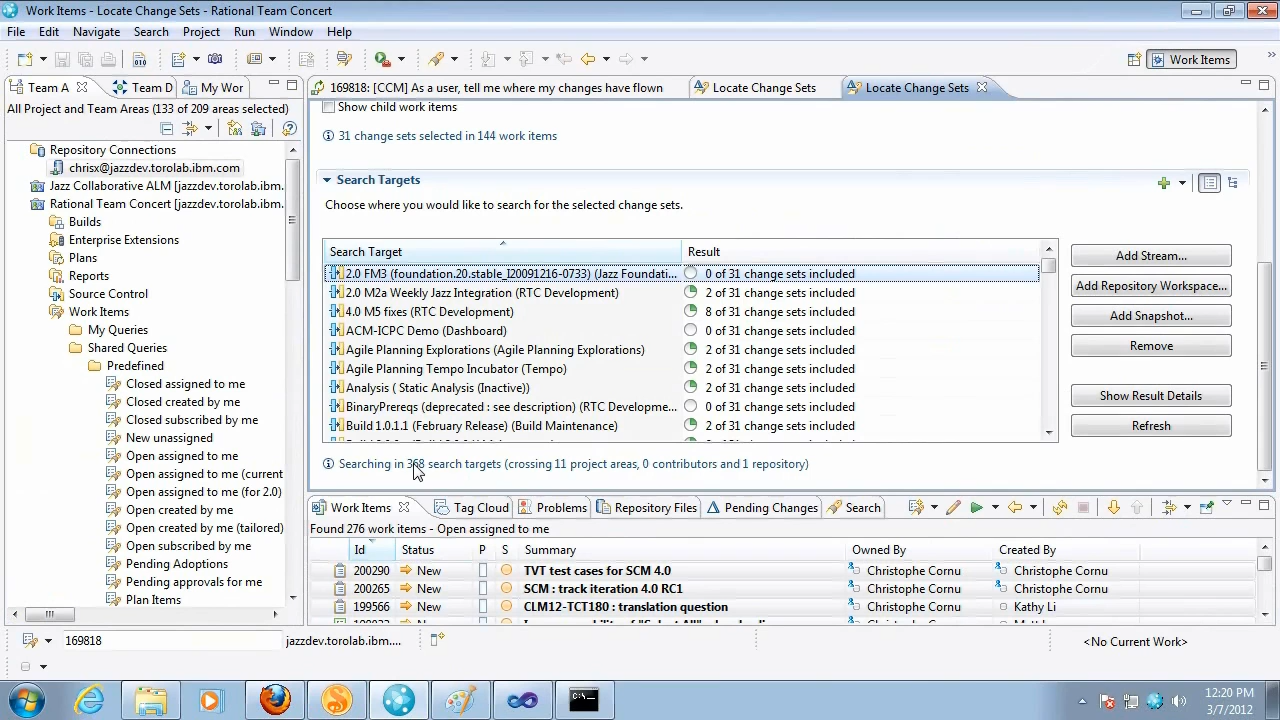 Work Items - Locate Change Sets - Rational Team Concert
File Edit Navigate Search Project Run Window Help
Work Items
Team A Team D My Wor
169818: [CCM] As a user, tell me where my changes have flown
Locate Change Sets
Locate Change Sets
All Project and Team Areas (133 of 209 areas selected)
Repository Connections
chrisx@jazzdev.torolab.ibm.com
Jazz Collaborative ALM [jazzdev.torolab.ibm.
Rational Team Concert [jazzdev.torolab.ibm.
Builds
Enterprise Extensions
Plans
Reports
Source Control
Work Items
My Queries
Shared Queries
Predefined
Closed assigned to me
Closed created by me
Closed subscribed by me
New unassigned
Open assigned to me
Open assigned to me (current
Open assigned to me (for 2.0)
Open created by me
Open created by me (tailored)
Open subscribed by me
Pending Adoptions
Pending approvals for me
Plan Items
Show child work items
31 change sets selected in 144 work items
Search Targets
Choose where you would like to search for the selected change sets.
Search Target Result
2.0 FM3 (foundation.20.stable_I20091216-0733) (Jazz Foundati... 0 of 31 change sets included
2.0 M2a Weekly Jazz Integration (RTC Development) 2 of 31 change sets included
4.0 M5 fixes (RTC Development) 8 of 31 change sets included
ACM-ICPC Demo (Dashboard) 0 of 31 change sets included
Agile Planning Explorations (Agile Planning Explorations) 2 of 31 change sets included
Agile Planning Tempo Incubator (Tempo) 2 of 31 change sets included
Analysis ( Static Analysis (Inactive)) 2 of 31 change sets included
BinaryPrereqs (deprecated : see description) (RTC Developme... 0 of 31 change sets included
Build 1.0.1.1 (February Release) (Build Maintenance) 2 of 31 change sets included
Add Stream...
Add Repository Workspace...
Add Snapshot...
Remove
Show Result Details
Refresh
Searching in 368 search targets (crossing 11 project areas, 0 contributors and 1 repository)
Work Items Tag Cloud Problems Repository Files Pending Changes Search
Found 276 work items - Open assigned to me
Id Status P S Summary Owned By Created By
200290 New TVT test cases for SCM 4.0 Christophe Cornu Christophe Cornu
200265 New SCM : track iteration 4.0 RC1 Christophe Cornu Christophe Cornu
199566 New CLM12-TCT180 : translation question Christophe Cornu Kathy Li
169818 jazzdev.torolab.ibm....
<No Current Work>
12:20 PM
3/7/2012